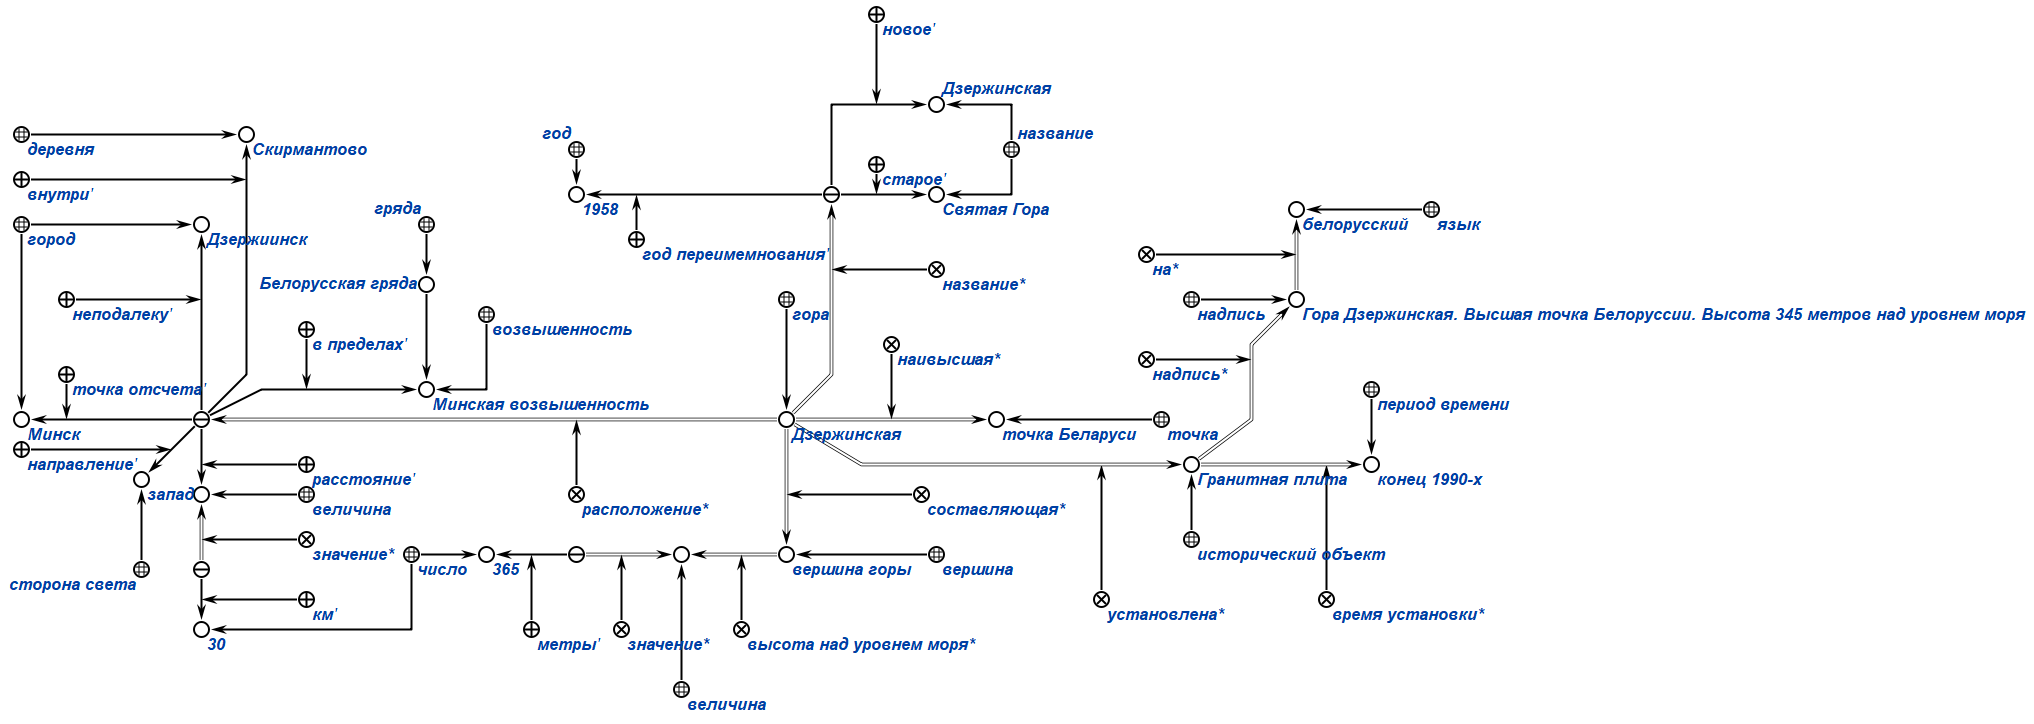 новое'
Дзержинская
год
название
деревня
Скирмантово
старое'
внутри'
1958
Святая Гора
гряда
белорусский
язык
город
Дзержиинск
год переимемнования'
на*
Белорусская гряда
название*
неподалеку'
возвышенность
гора
надпись
Гора Дзержинская. Высшая точка Белоруссии. Высота 345 метров над уровнем моря
в пределах'
наивысшая*
надпись*
точка отсчета'
Минская возвышенность
период времени
Минск
Дзержинская
точка Беларуси
точка
направление'
расстояние'
Гранитная плита
конец 1990-х
запад
величина
расположение*
составляющая*
значение*
исторический объект
сторона света
число
365
вершина горы
вершина
км'
установлена*
время установки*
30
метры'
значение*
высота над уровнем моря*
величина